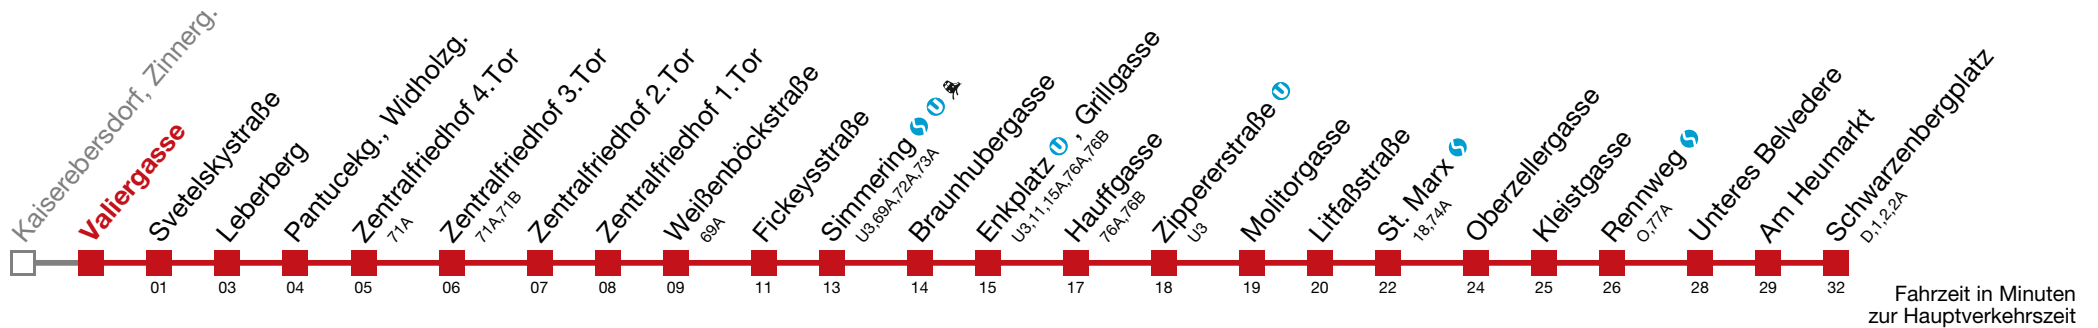 Kaiserebersdorf, Zinnerg.
Valiergasse
Svetelskystraße
01
Leberberg
03
Pantucekg., Widholzg.
04
Zentralfriedhof 4.Tor
71A
05
Zentralfriedhof 3.Tor
71A,71B
06
Zentralfriedhof 2.Tor
07
Zentralfriedhof 1.Tor
08
Weißenböckstraße
69A
09
Fickeysstraße
11
Simmering S U
U3,69A,72A,73A
13
Braunhubergasse
14
Enkplatz U, Grillgasse
U3,11,15A,76A,76B
15
Hauffgasse
76A,76B
17
Zippererstraße U
U3
18
Molitorgasse
19
Litfaßstraße
20
St. Marx S
18,74A
22
Oberzellergasse
24
Kleistgasse
25
Rennweg S
O,77A
26
Unteres Belvedere
28
Am Heumarkt
29
Schwarzenbergplatz
D,1,2,2A
32
Fahrzeit in Minuten
zur Hauptverkehrszeit